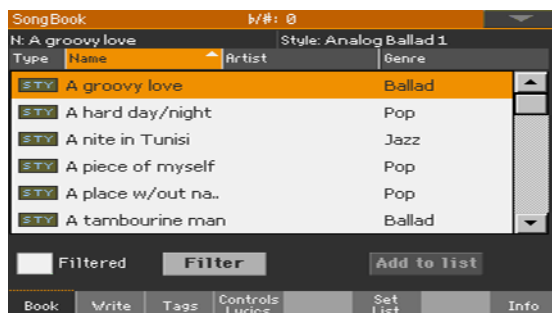 SongBook ♭/#: 0
N: A groovy love Style: Analog Ballad 1
Type Name Artist Genre
STY A groovy love Ballad
STY A hard day/night Pop
STY A nite in Tunisi Jazz
STY A piece of myself Pop
STY A place w/out na.. Pop
STY A tambourine man Ballad
Filtered Filter Add to list
Book Write Tags Controls Lyrics Set List Info